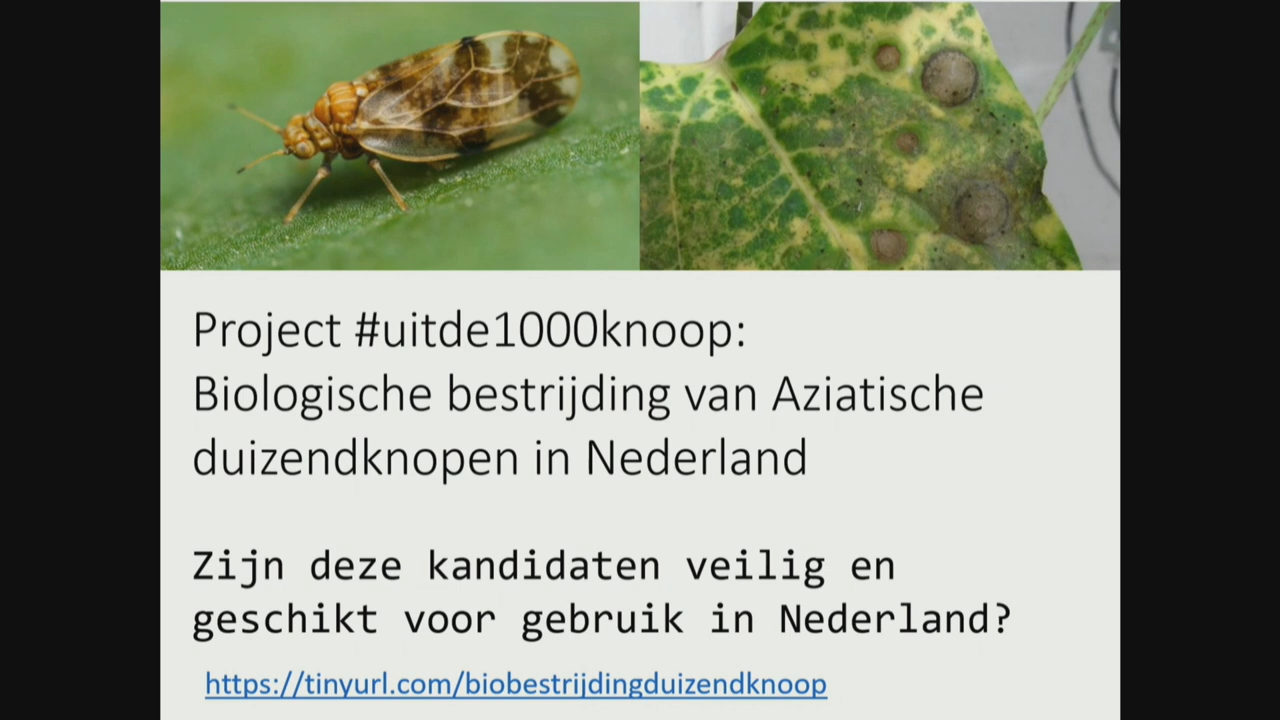 Project #uitde1000knoop:
Biologische bestrijding van Aziatische
duizendknopen in Nederland
Zijn deze kandidaten veilig en
geschikt voor gebruik in Nederland?
https://tinyurl.com/biobestrijdingduizendknoop